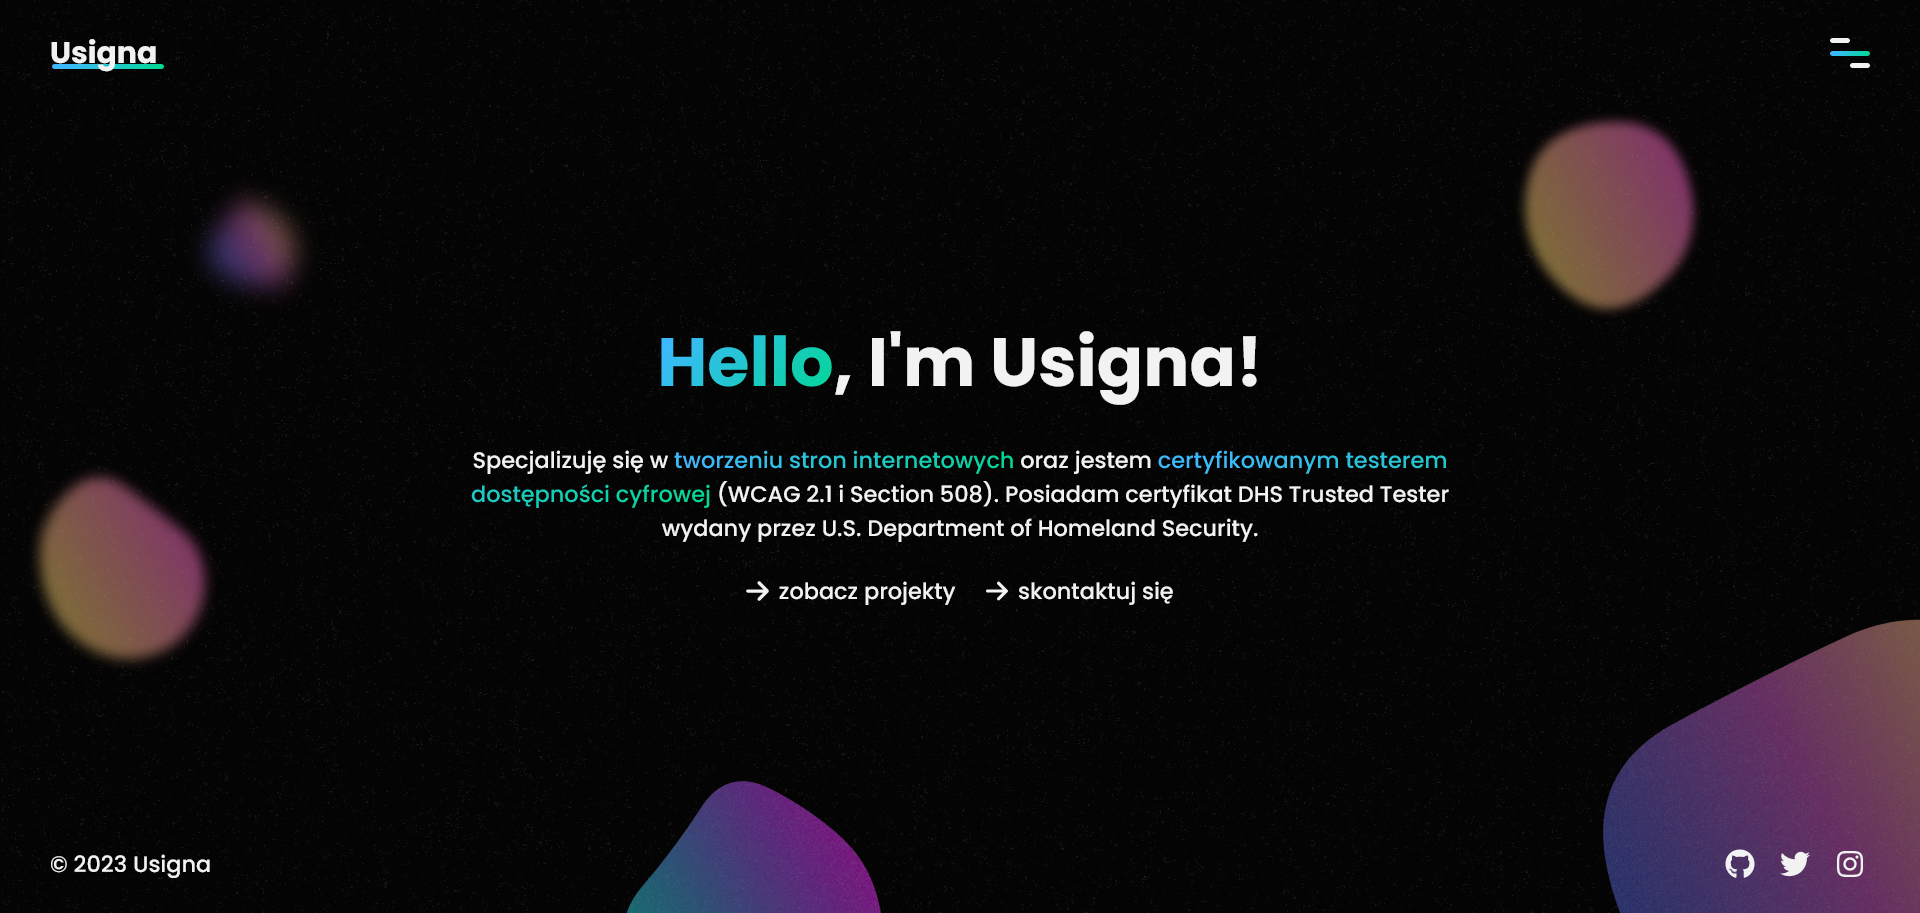 Usigna
Hello, I'm Usigna!
Specjalizuję się w tworzeniu stron internetowych oraz jestem certyfikowanym testerem
dostępności cyfrowej (WCAG 2.1 i Section 508). Posiadam certyfikat DHS Trusted Tester
wydany przez U.S. Department of Homeland Security.
→ zobacz projekty → skontaktuj się
© 2023 Usigna